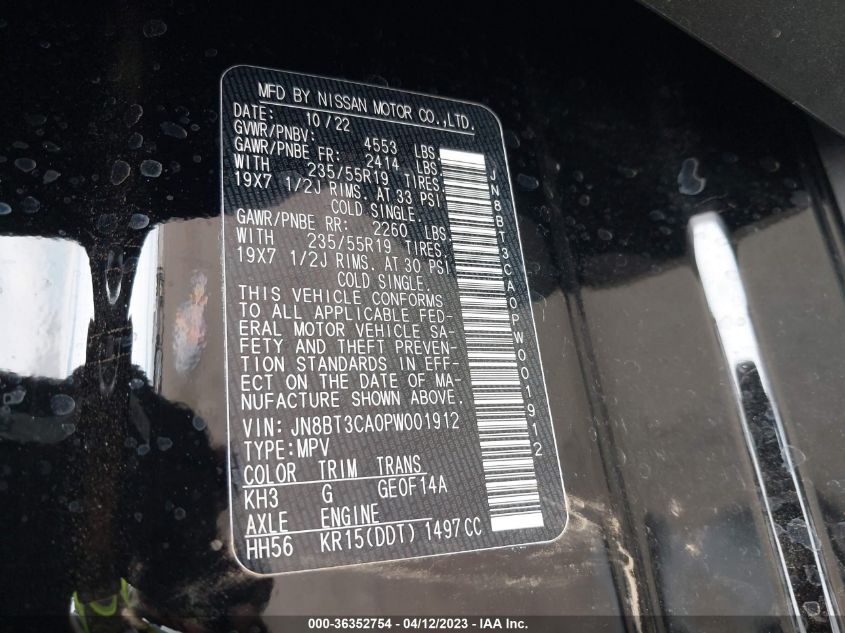 MFD BY NISSAN MOTOR CO.,LTD.
DATE: 10/22
GVWR/PNBV: 4553 LBS.
GAWR/PNBE FR: 2414 LBS.
WITH 235/55R19 TIRES.
19X7 1/2J RIMS. AT 33 PSI
COLD SINGLE.
GAWR/PNBE RR: 2260 LBS.
WITH 235/55R19 TIRES.
19X7 1/2J RIMS. AT 30 PSI
COLD SINGLE.
THIS VEHICLE CONFORMS
TO ALL APPLICABLE FED-
ERAL MOTOR VEHICLE SA-
FETY AND THEFT PREVEN-
TION STANDARDS IN EFF-
ECT ON THE DATE OF MA-
NUFACTURE SHOWN ABOVE.
VIN: JN8BT3CA0PW001912
TYPE:MPV
COLOR TRIM TRANS
KH3 G GE0F14A
AXLE ENGINE
HH56 KR15(DDT) 1497CC
JN8BT3CA0PW001912
000-36352754 - 04/12/2023 - IAA Inc.